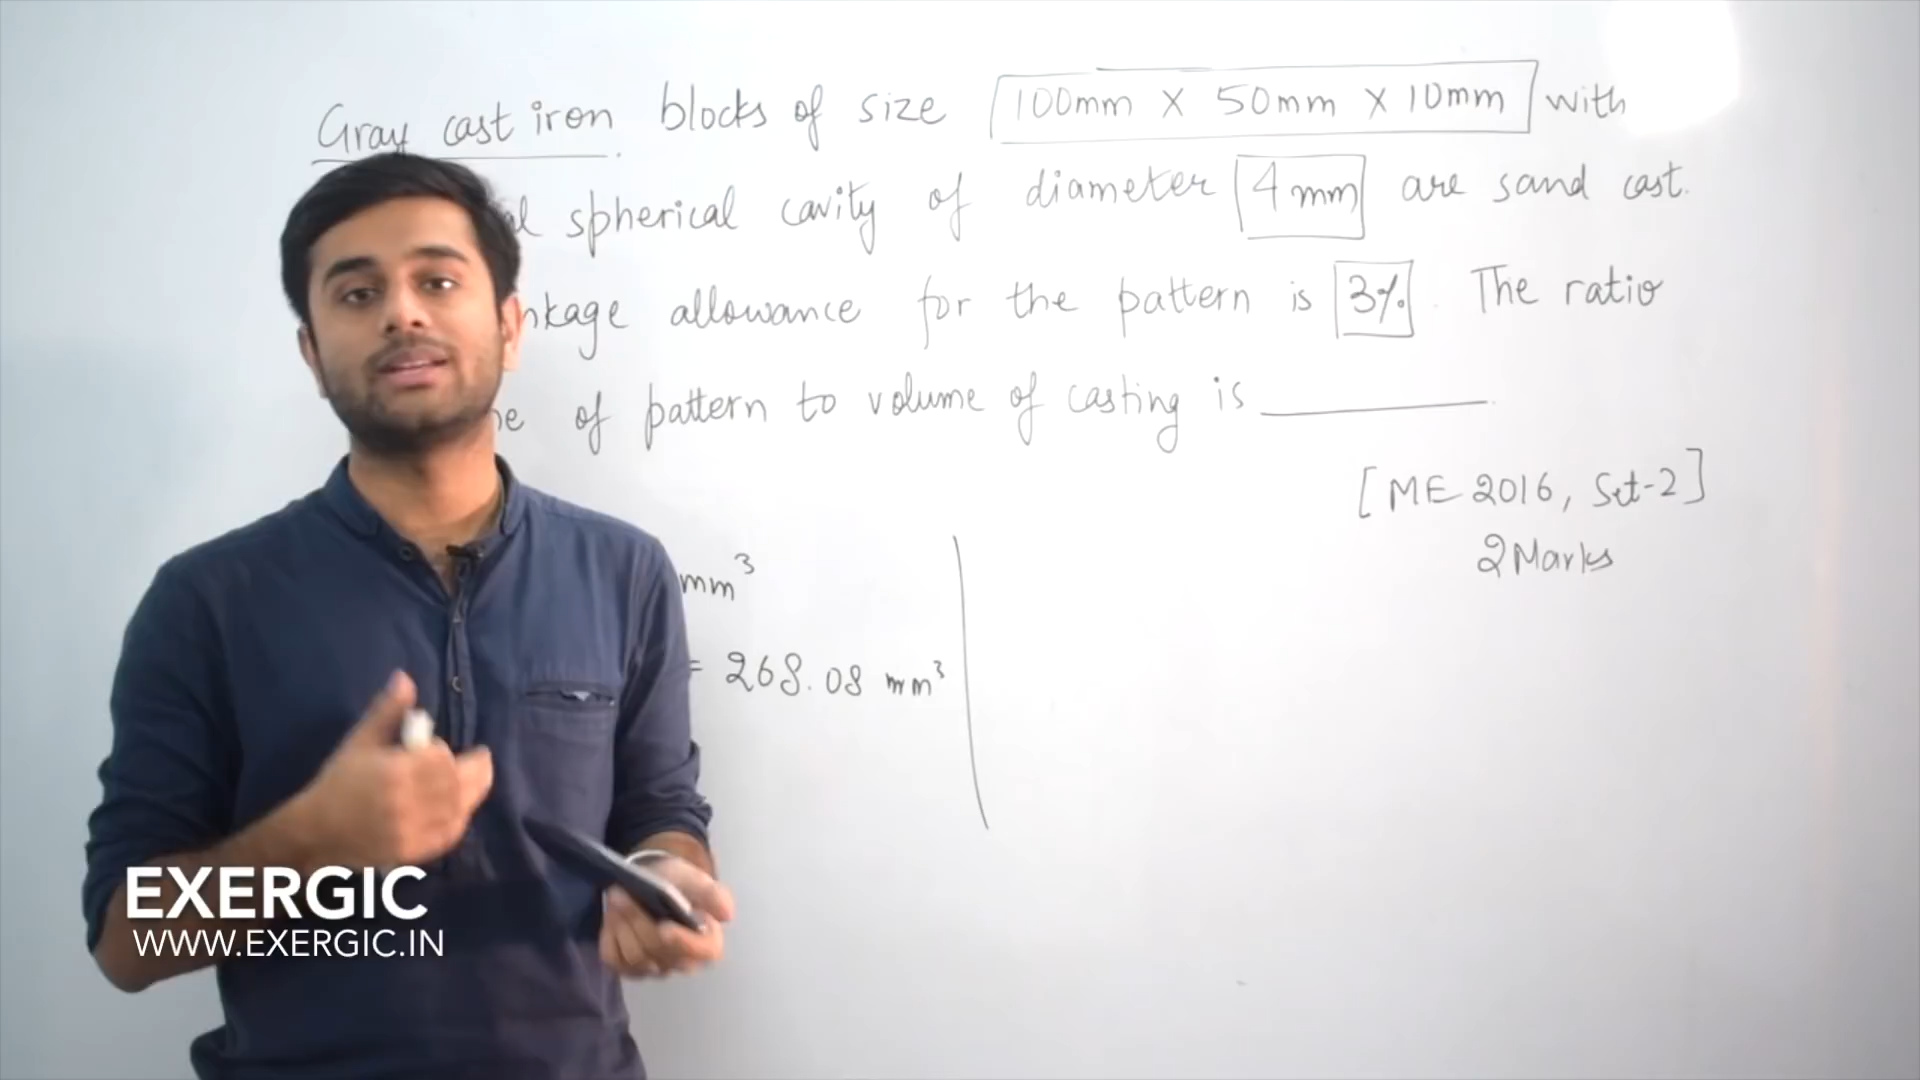 Gray cast iron blocks of size 100mm X 50mm X 10mm with
spherical cavity of diameter 4mm are sand cast.
allowance for the pattern is 3%. The ratio
of pattern to volume of casting is
[ME 2016, Set-2]
2 Marks
mm³
= 268.08 mm³
EXERGIC
WWW.EXERGIC.IN